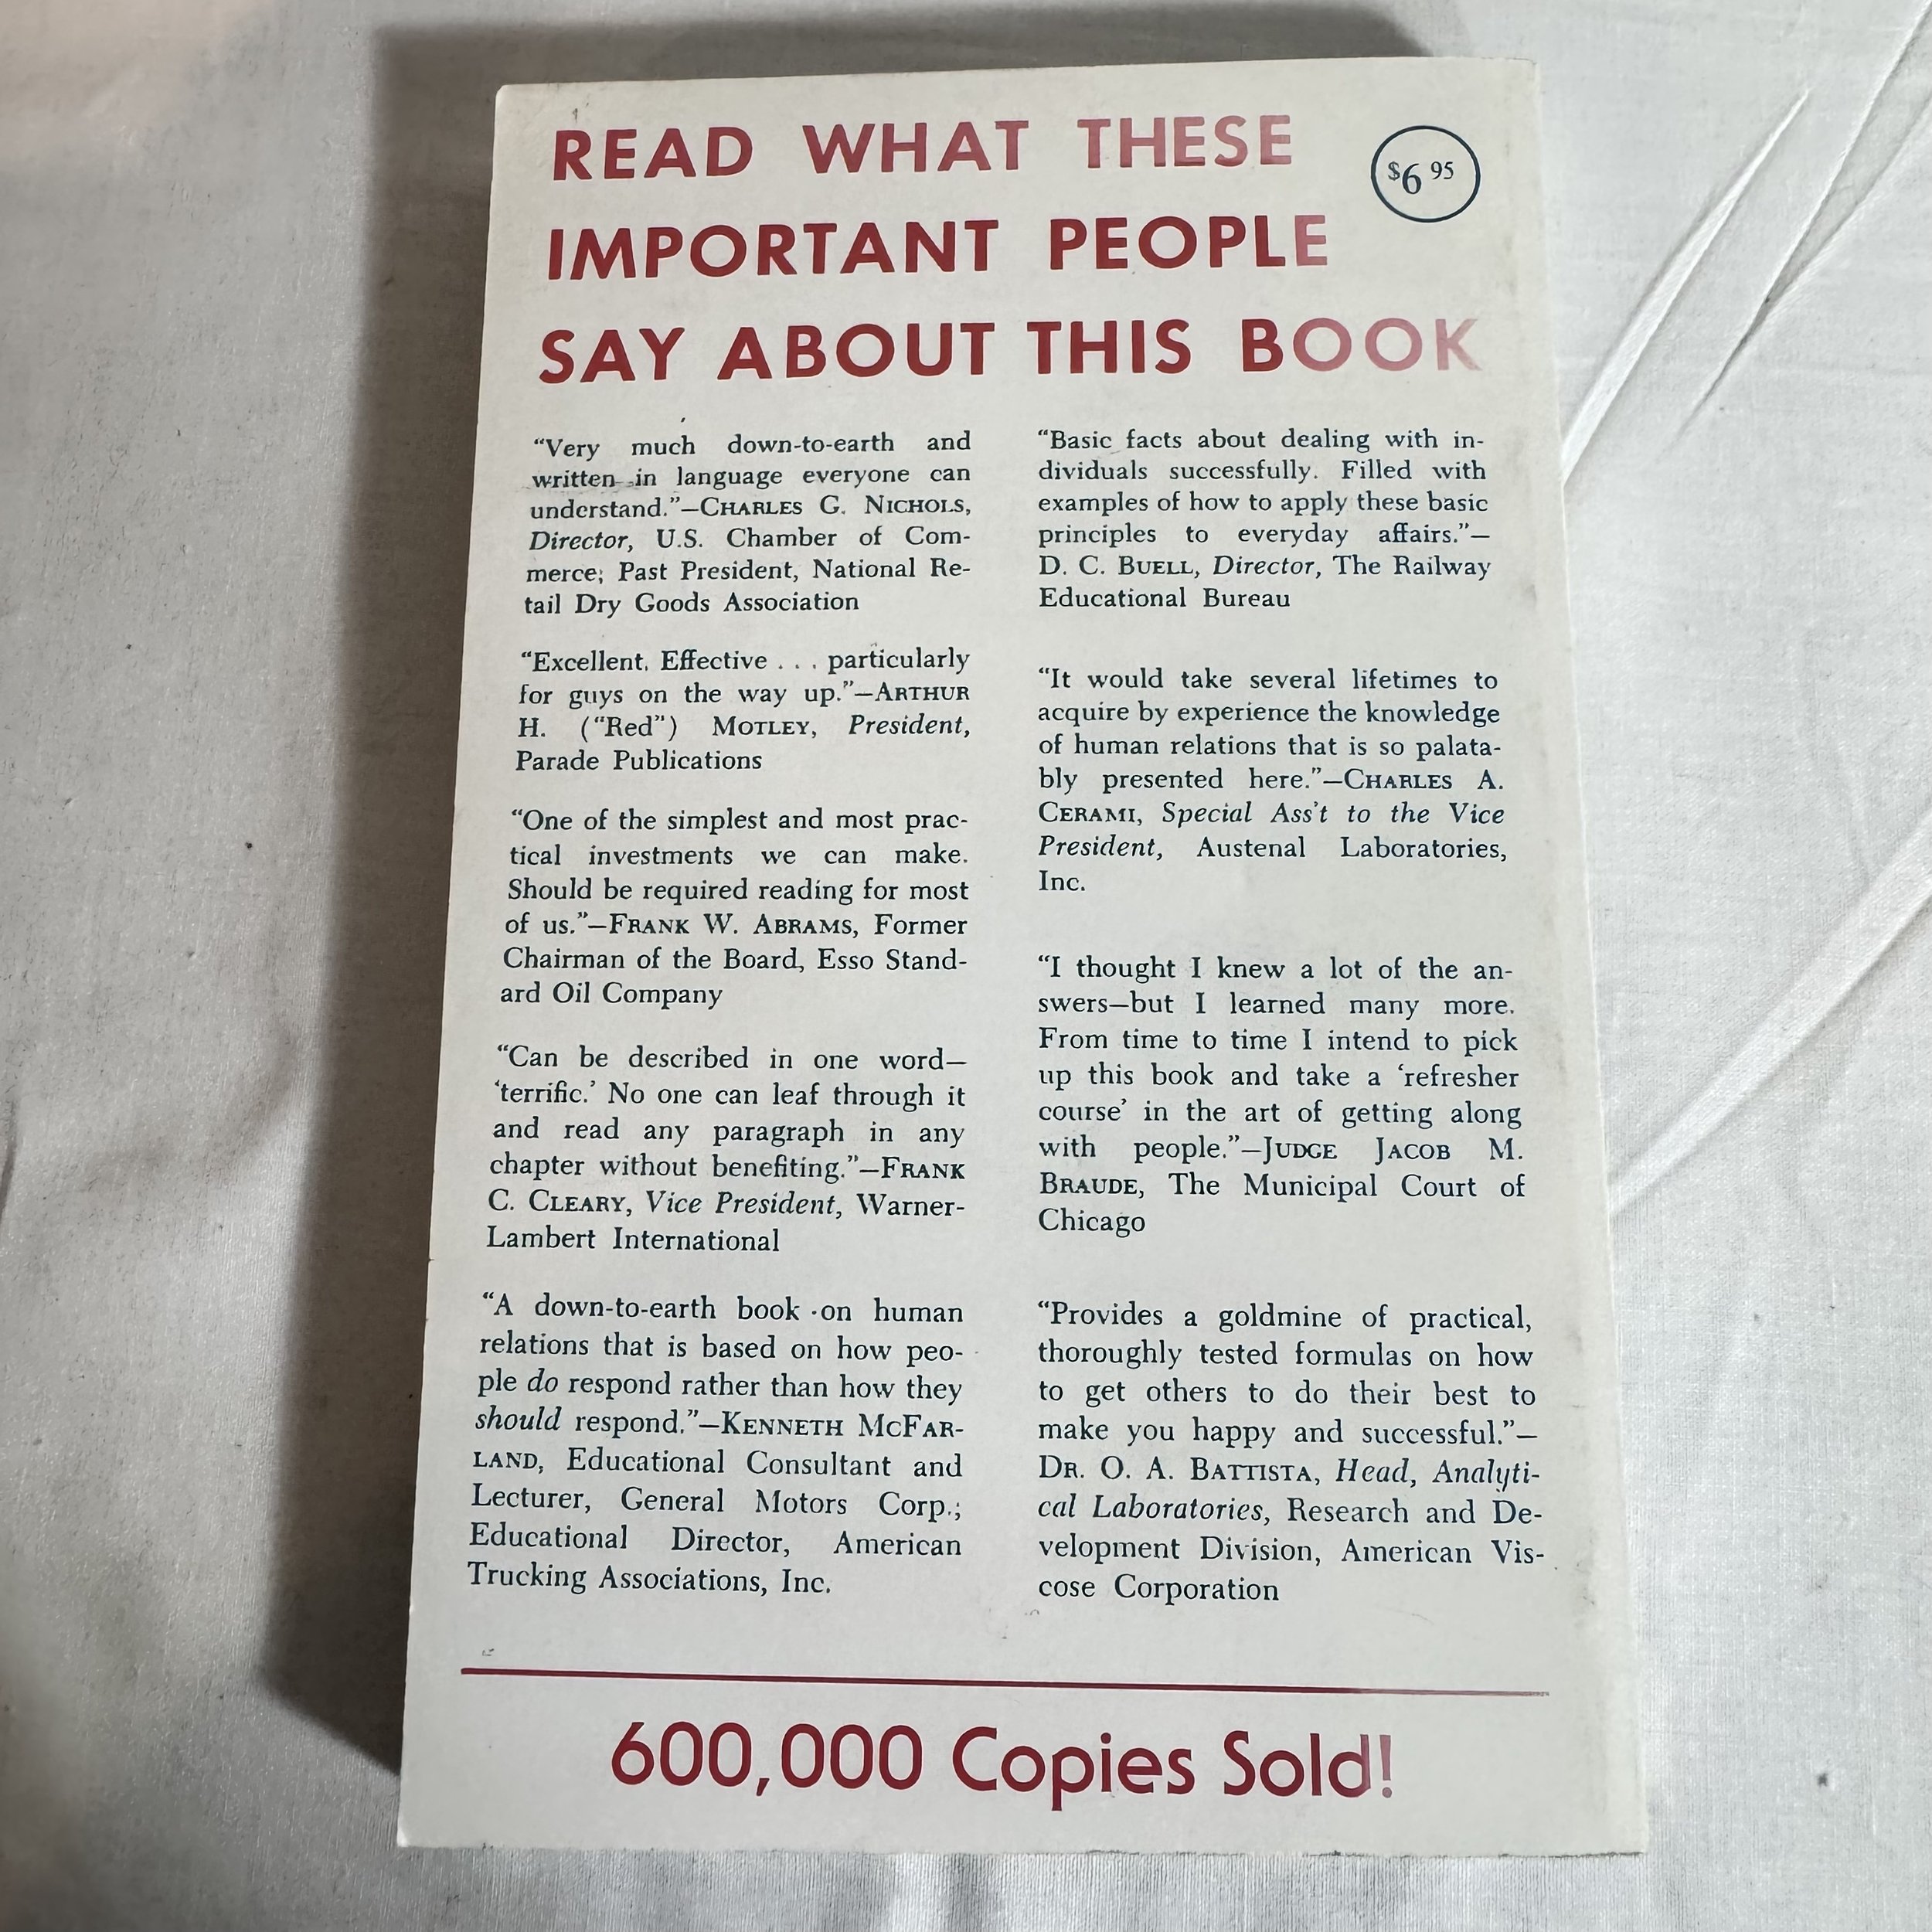 READ WHAT THESE
IMPORTANT PEOPLE
SAY ABOUT THIS BOOK
$6 95
“Very much down-to-earth and
written in language everyone can
understand.”—CHARLES G. NICHOLS,
Director, U.S. Chamber of Com-
merce; Past President, National Re-
tail Dry Goods Association
“Excellent. Effective . . . particularly
for guys on the way up.”—ARTHUR
H. (“Red”) MOTLEY, President,
Parade Publications
“One of the simplest and most prac-
tical investments we can make.
Should be required reading for most
of us.”—FRANK W. ABRAMS, Former
Chairman of the Board, Esso Stand-
ard Oil Company
“Can be described in one word—
‘terrific.’ No one can leaf through it
and read any paragraph in any
chapter without benefiting.”—FRANK
C. CLEARY, Vice President, Warner-
Lambert International
“A down-to-earth book on human
relations that is based on how peo-
ple do respond rather than how they
should respond.”—KENNETH MCFAR-
LAND, Educational Consultant and
Lecturer, General Motors Corp.;
Educational Director, American
Trucking Associations, Inc.
“Basic facts about dealing with in-
dividuals successfully. Filled with
examples of how to apply these basic
principles to everyday affairs.”—
D. C. BUELL, Director, The Railway
Educational Bureau
“It would take several lifetimes to
acquire by experience the knowledge
of human relations that is so palata-
bly presented here.”—CHARLES A.
CERAMI, Special Ass’t to the Vice
President, Austenal Laboratories,
Inc.
“I thought I knew a lot of the an-
swers—but I learned many more.
From time to time I intend to pick
up this book and take a ‘refresher
course’ in the art of getting along
with people.”—JUDGE JACOB M.
BRAUDE, The Municipal Court of
Chicago
“Provides a goldmine of practical,
thoroughly tested formulas on how
to get others to do their best to
make you happy and successful.”—
DR. O. A. BATTISTA, Head, Analyti-
cal Laboratories, Research and De-
velopment Division, American Vis-
cose Corporation
600,000 Copies Sold!